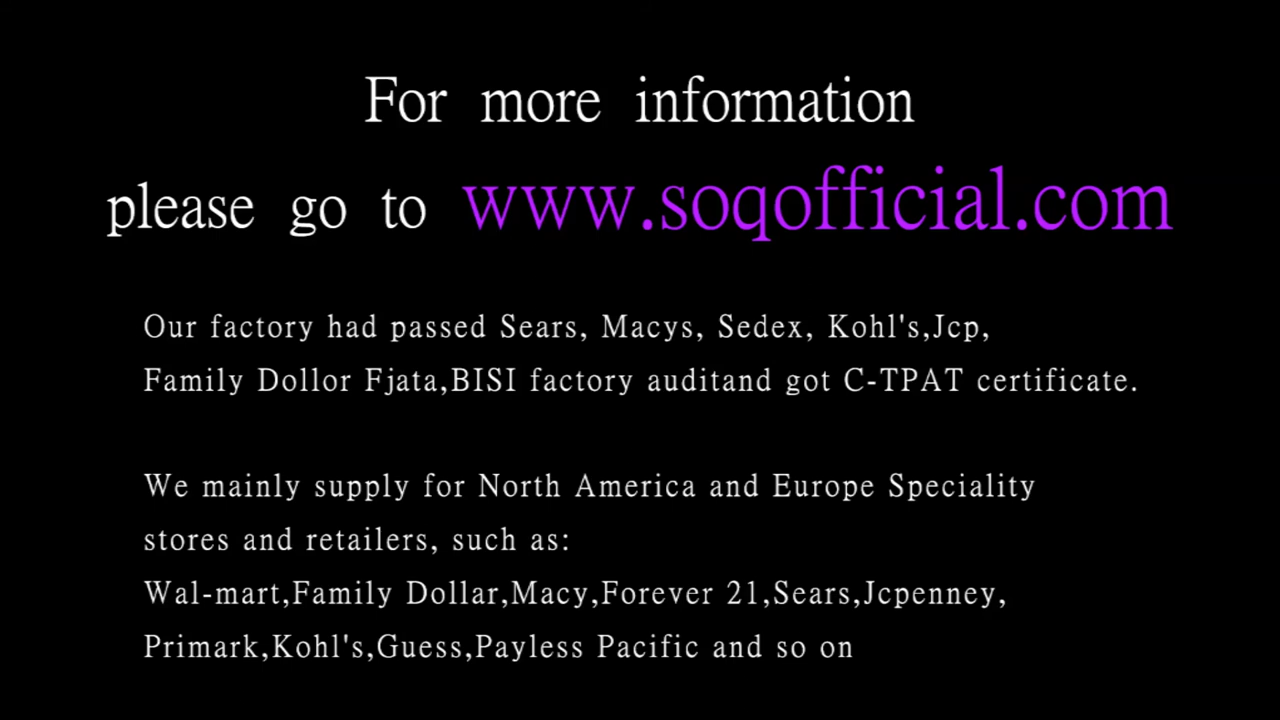 For more information
please go to www.soqofficial.com
Our factory had passed Sears, Macys, Sedex, Kohl's,Jcp,
Family Dollor Fjata,BISI factory auditand got C-TPAT certificate.
We mainly supply for North America and Europe Speciality
stores and retailers, such as:
Wal-mart,Family Dollar,Macy,Forever 21,Sears,Jcpenney,
Primark,Kohl's,Guess,Payless Pacific and so on